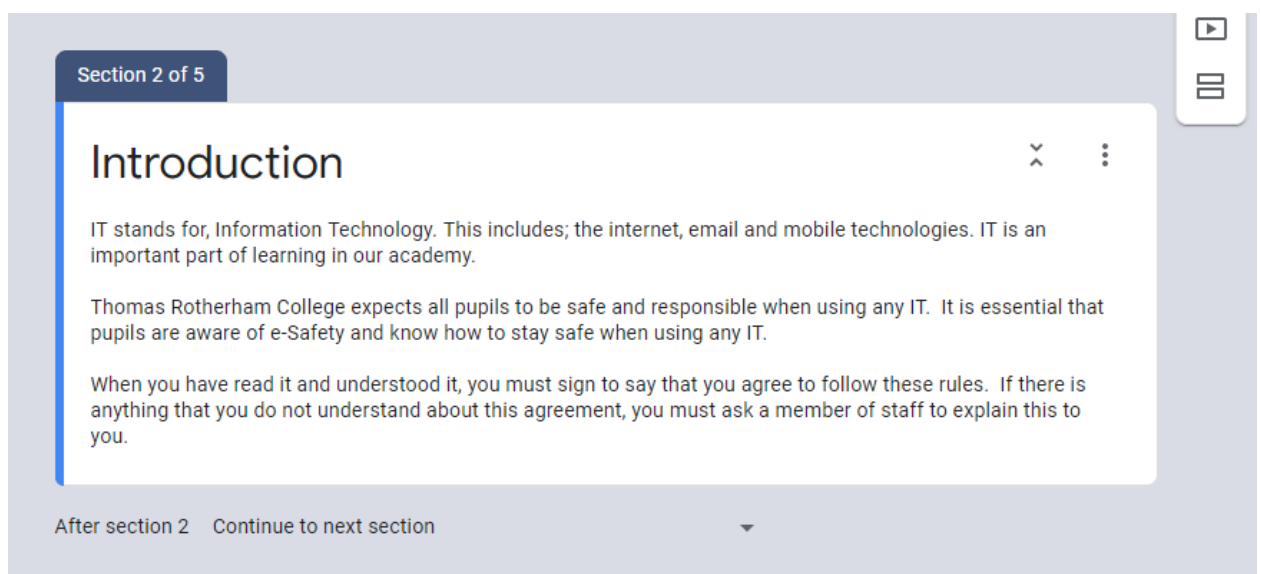 Section 2 of 5
Introduction
IT stands for, Information Technology. This includes; the internet, email and mobile technologies. IT is an
important part of learning in our academy.
Thomas Rotherham College expects all pupils to be safe and responsible when using any IT.  It is essential that
pupils are aware of e-Safety and know how to stay safe when using any IT.
When you have read it and understood it, you must sign to say that you agree to follow these rules.  If there is
anything that you do not understand about this agreement, you must ask a member of staff to explain this to
you.
After section 2 Continue to next section